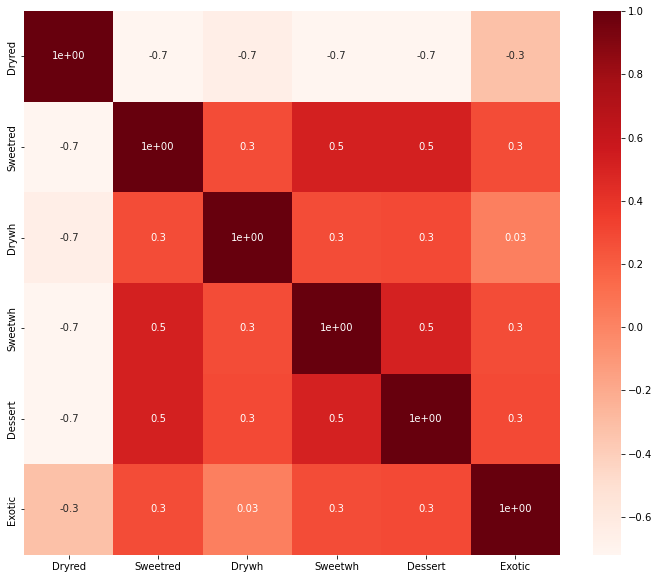 Dryred 1e+00 -0.7 -0.7 -0.7 -0.7 -0.3
Sweetred -0.7 1e+00 0.3 0.5 0.5 0.3
Drywh -0.7 0.3 1e+00 0.3 0.3 0.03
Sweetwh -0.7 0.5 0.3 1e+00 0.5 0.3
Dessert -0.7 0.5 0.3 0.5 1e+00 0.3
Exotic -0.3 0.3 0.03 0.3 0.3 1e+00
Dryred Sweetred Drywh Sweetwh Dessert Exotic
1.0
0.8
0.6
0.4
0.2
0.0
−0.2
−0.4
−0.6